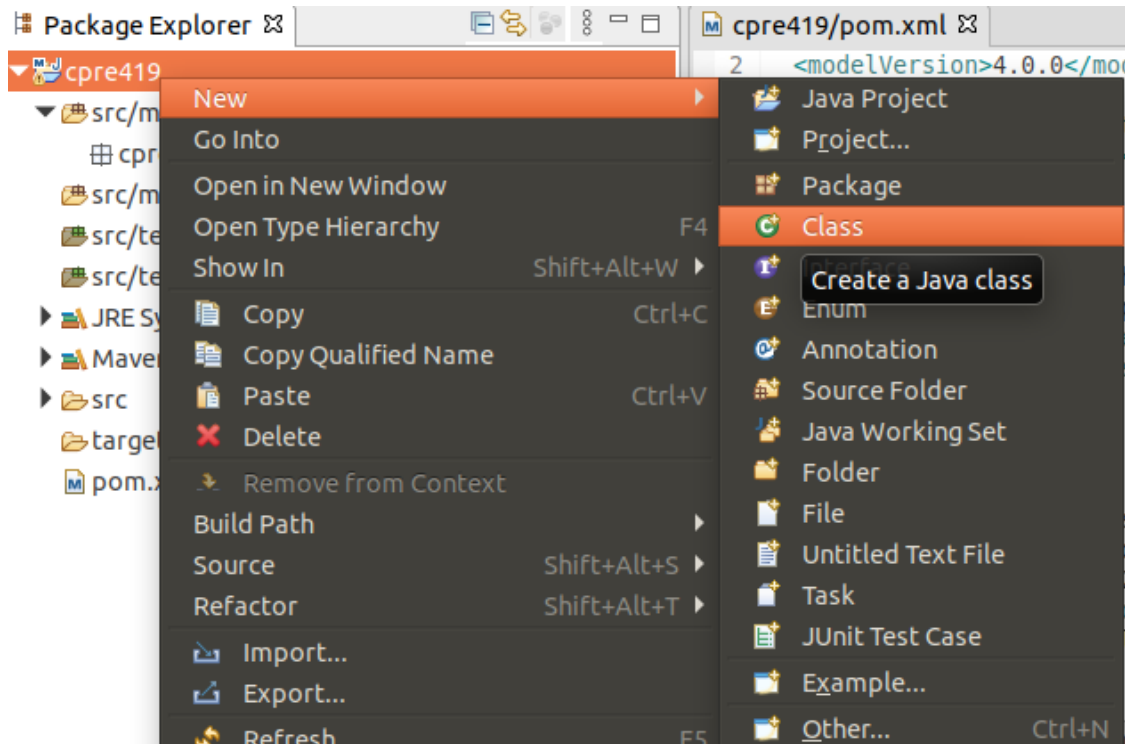 Package Explorer
cpre419/pom.xml
2 <modelVersion>4.0.0</mod
cpre419
src/m
cpr
src/m
src/te
src/te
JRE Sy
Maven
src
target
pom.x
New
Go Into
Open in New Window
Open Type Hierarchy F4
Show In Shift+Alt+W
Copy Ctrl+C
Copy Qualified Name
Paste Ctrl+V
Delete
Remove from Context
Build Path
Source Shift+Alt+S
Refactor Shift+Alt+T
Import...
Export...
Refresh F5
Java Project
Project...
Package
Class
Interface
Create a Java class
Enum
Annotation
Source Folder
Java Working Set
Folder
File
Untitled Text File
Task
JUnit Test Case
Example...
Other... Ctrl+N